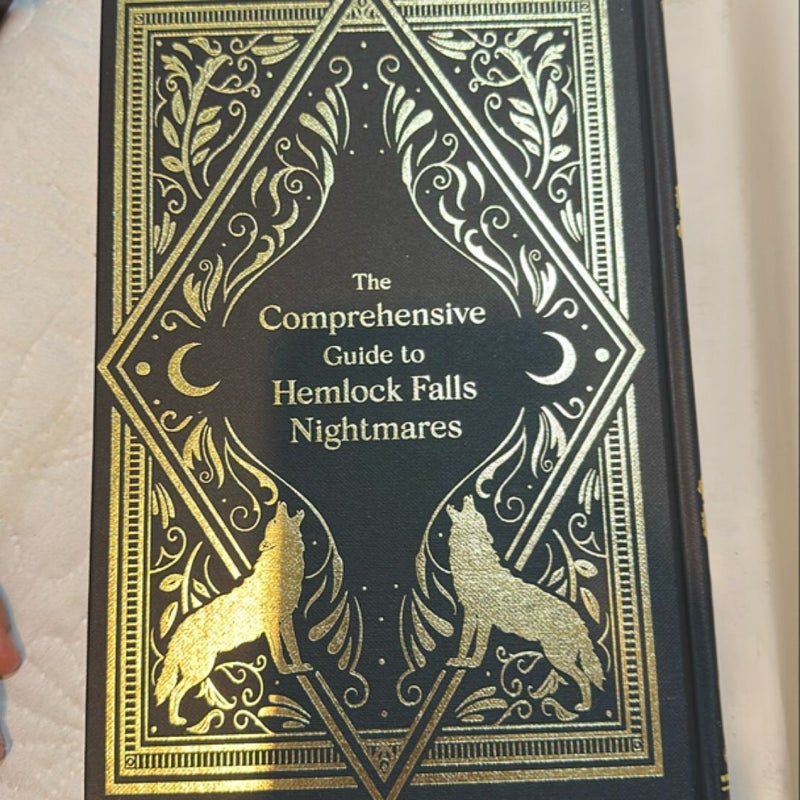 The
Comprehensive
Guide to
Hemlock Falls
Nightmares